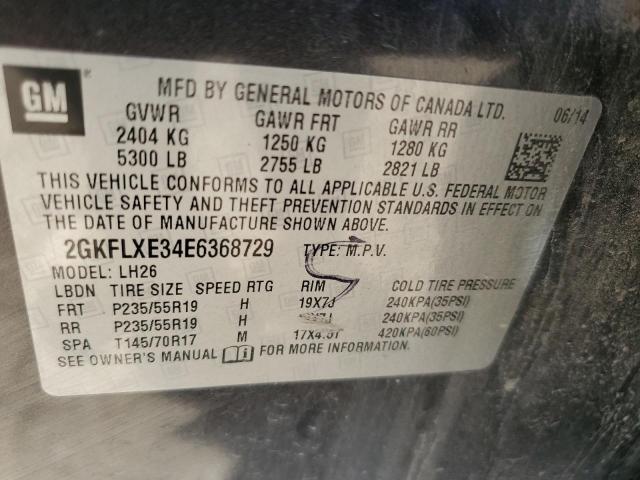 GM®
MFD BY GENERAL MOTORS OF CANADA LTD.
06/14
GVWR GAWR FRT GAWR RR
2404 KG 1250 KG 1280 KG
5300 LB 2755 LB 2821 LB
THIS VEHICLE CONFORMS TO ALL APPLICABLE U.S. FEDERAL MOTOR
VEHICLE SAFETY AND THEFT PREVENTION STANDARDS IN EFFECT ON
THE DATE OF MANUFACTURE SHOWN ABOVE.
2GKFLXE34E6368729 TYPE: M.P.V.
MODEL: LH26
LBDN TIRE SIZE SPEED RTG RIM COLD TIRE PRESSURE
FRT P235/55R19 H 19X7J 240KPA(35PSI)
RR P235/55R19 H 240KPA(35PSI)
SPA T145/70R17 M 17X4.5T 420KPA(60PSI)
SEE OWNER'S MANUAL FOR MORE INFORMATION.